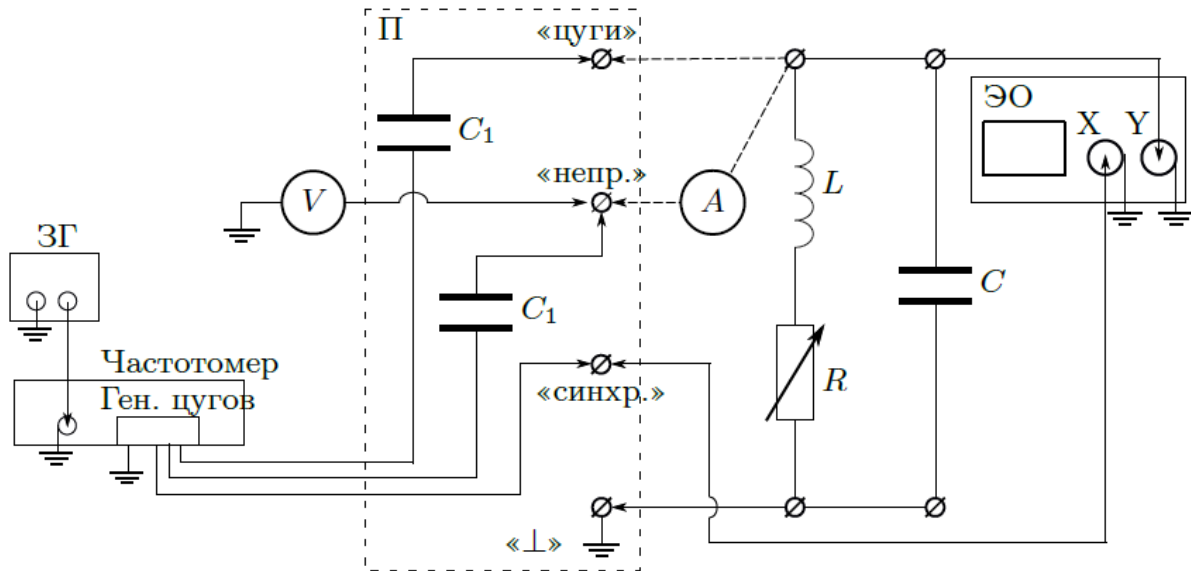 П
«цуги»
ЭО
X Y
C₁
«непр.»
V
A
L
ЗГ
C
C₁
Частотомер
R
Ген. цугов
«синхр.»
«⊥»